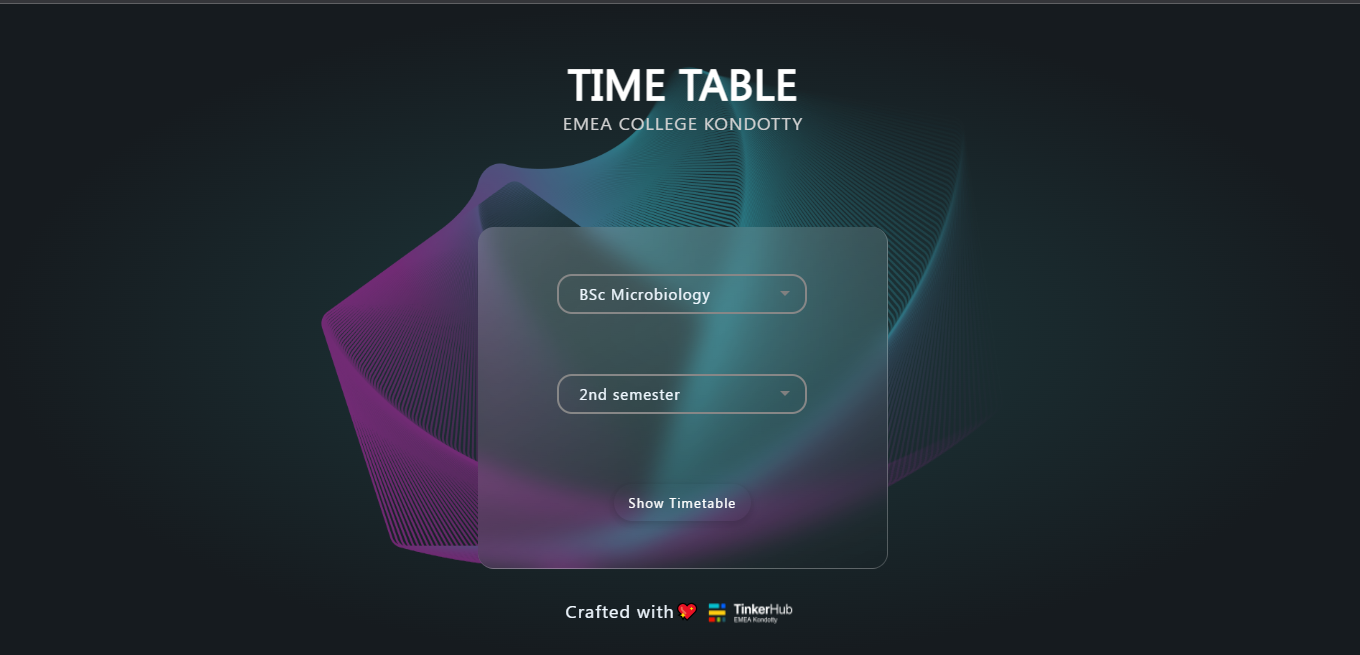 TIME TABLE
EMEA COLLEGE KONDOTTY
BSc Microbiology
2nd semester
Show Timetable
Crafted with TinkerHub
EMEA Kondotty